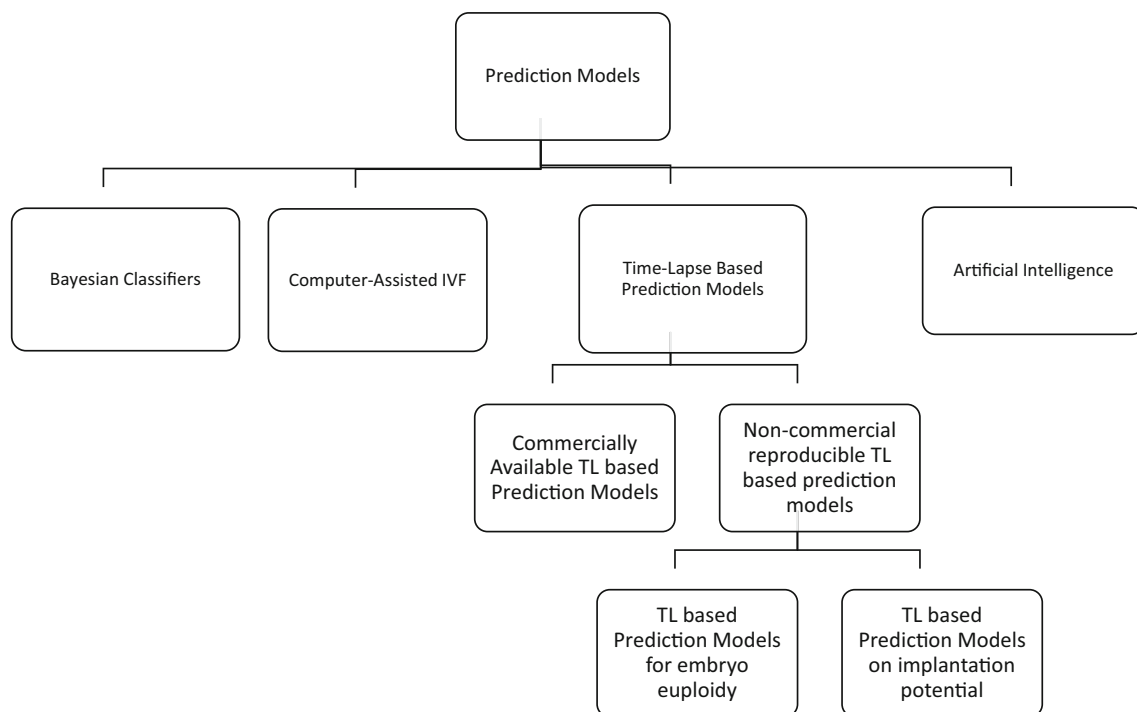 Prediction Models
Bayesian Classifiers
Computer-Assisted IVF
Time-Lapse Based
Prediction Models
Artificial Intelligence
Commercially
Available TL based
Prediction Models
Non-commercial
reproducible TL
based prediction
models
TL based
Prediction Models
for embryo
euploidy
TL based
Prediction Models
on implantation
potential